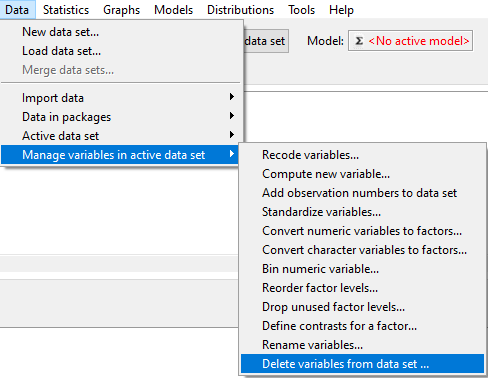 Data Statistics Graphs Models Distributions Tools Help
New data set...
Load data set...
Merge data sets...
data set Model: Σ <No active model>
Import data
Data in packages
Active data set
Manage variables in active data set
Recode variables...
Compute new variable...
Add observation numbers to data set
Standardize variables...
Convert numeric variables to factors...
Convert character variables to factors...
Bin numeric variable...
Reorder factor levels...
Drop unused factor levels...
Define contrasts for a factor...
Rename variables...
Delete variables from data set ...